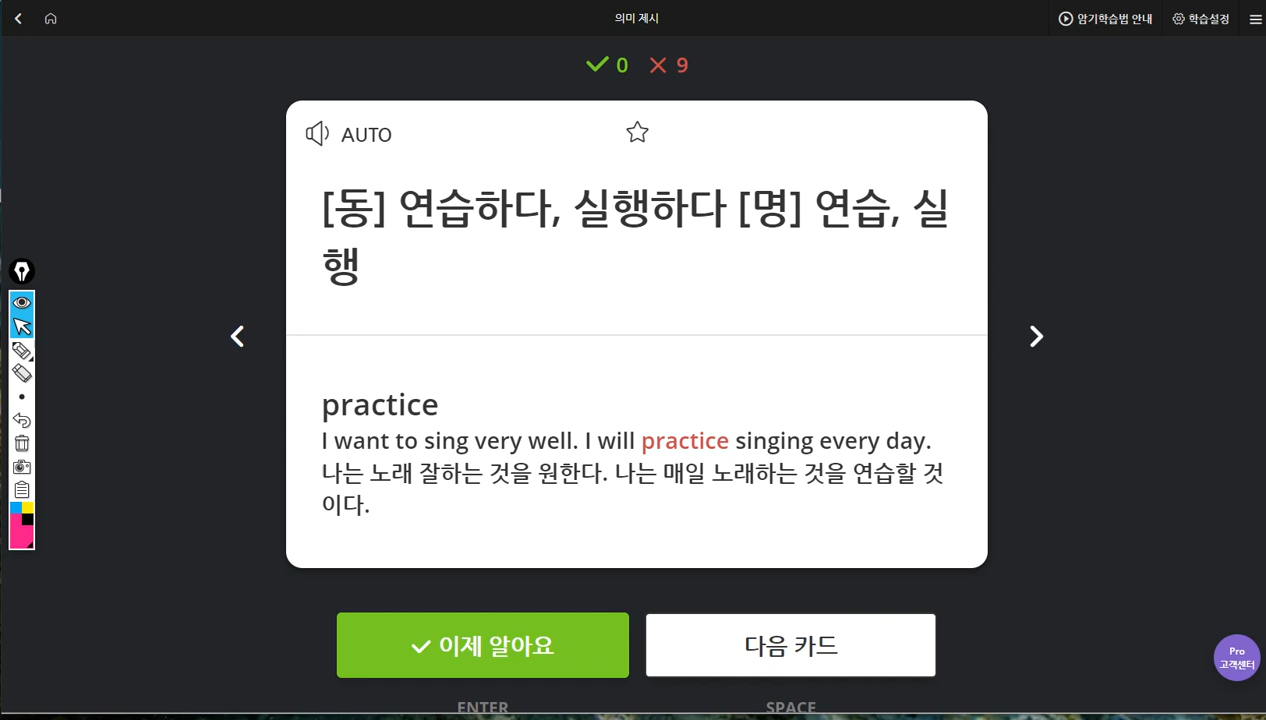 의미 제시
암기학습법 안내
학습설정
0 9
AUTO
[동] 연습하다, 실행하다 [명] 연습, 실
행
practice
I want to sing very well. I will practice singing every day.
나는 노래 잘하는 것을 원한다. 나는 매일 노래하는 것을 연습할 것
이다.
이제 알아요
다음 카드
Pro
고객센터
ENTER
SPACE